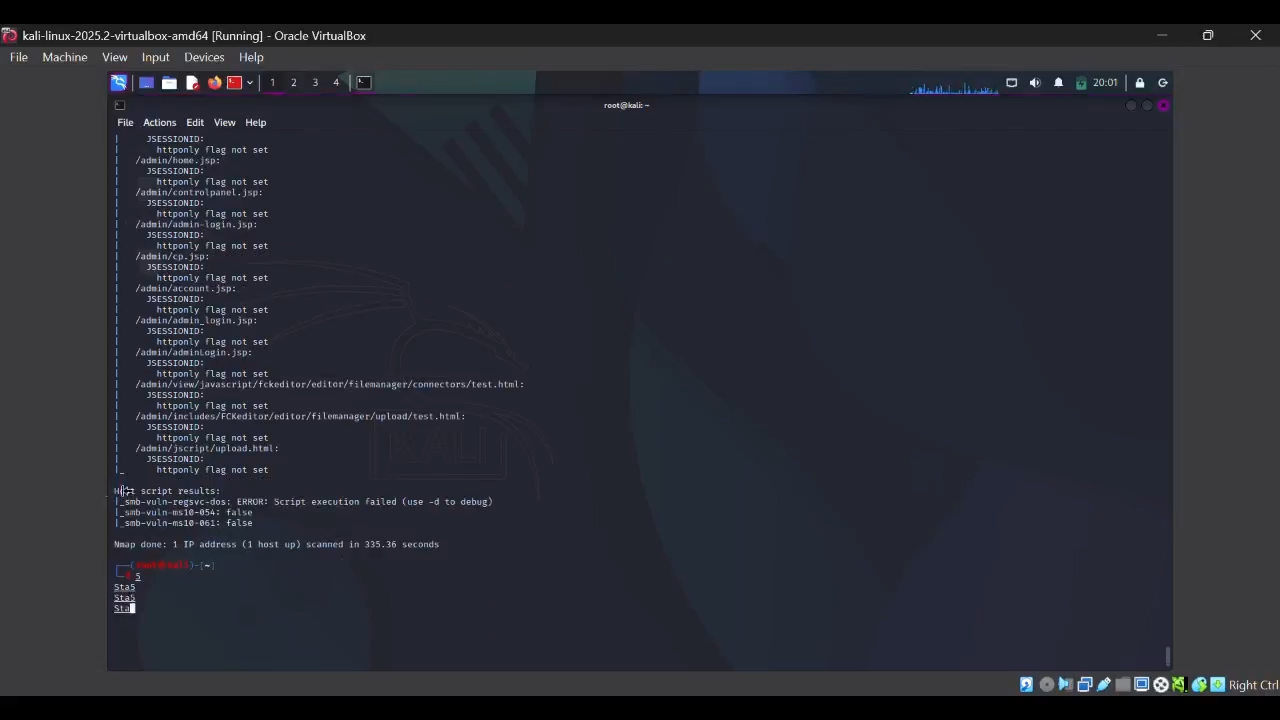 kali-linux-2025.2-virtualbox-amd64 [Running] - Oracle VirtualBox
File Machine View Input Devices Help
1 2 3 4 20:01
root@kali: ~
File Actions Edit View Help
| JSESSIONID:
| httponly flag not set
| /admin/home.jsp:
| JSESSIONID:
| httponly flag not set
| /admin/controlpanel.jsp:
| JSESSIONID:
| httponly flag not set
| /admin/admin-login.jsp:
| JSESSIONID:
| httponly flag not set
| /admin/cp.jsp:
| JSESSIONID:
| httponly flag not set
| /admin/account.jsp:
| JSESSIONID:
| httponly flag not set
| /admin/admin_login.jsp:
| JSESSIONID:
| httponly flag not set
| /admin/adminLogin.jsp:
| JSESSIONID:
| httponly flag not set
| /admin/view/javascript/fckeditor/editor/filemanager/connectors/test.html:
| JSESSIONID:
| httponly flag not set
| /admin/includes/FCKeditor/editor/filemanager/upload/test.html:
| JSESSIONID:
| httponly flag not set
| /admin/jscript/upload.html:
| JSESSIONID:
|_ httponly flag not set
KALI
Host script results:
|_smb-vuln-regsvc-dos: ERROR: Script execution failed (use -d to debug)
|_smb-vuln-ms10-054: false
|_smb-vuln-ms10-061: false
Nmap done: 1 IP address (1 host up) scanned in 335.36 seconds
┌──(root㉿kali)-[~]
└─# 5
Sta5
Sta5
Sta
Right Ctrl